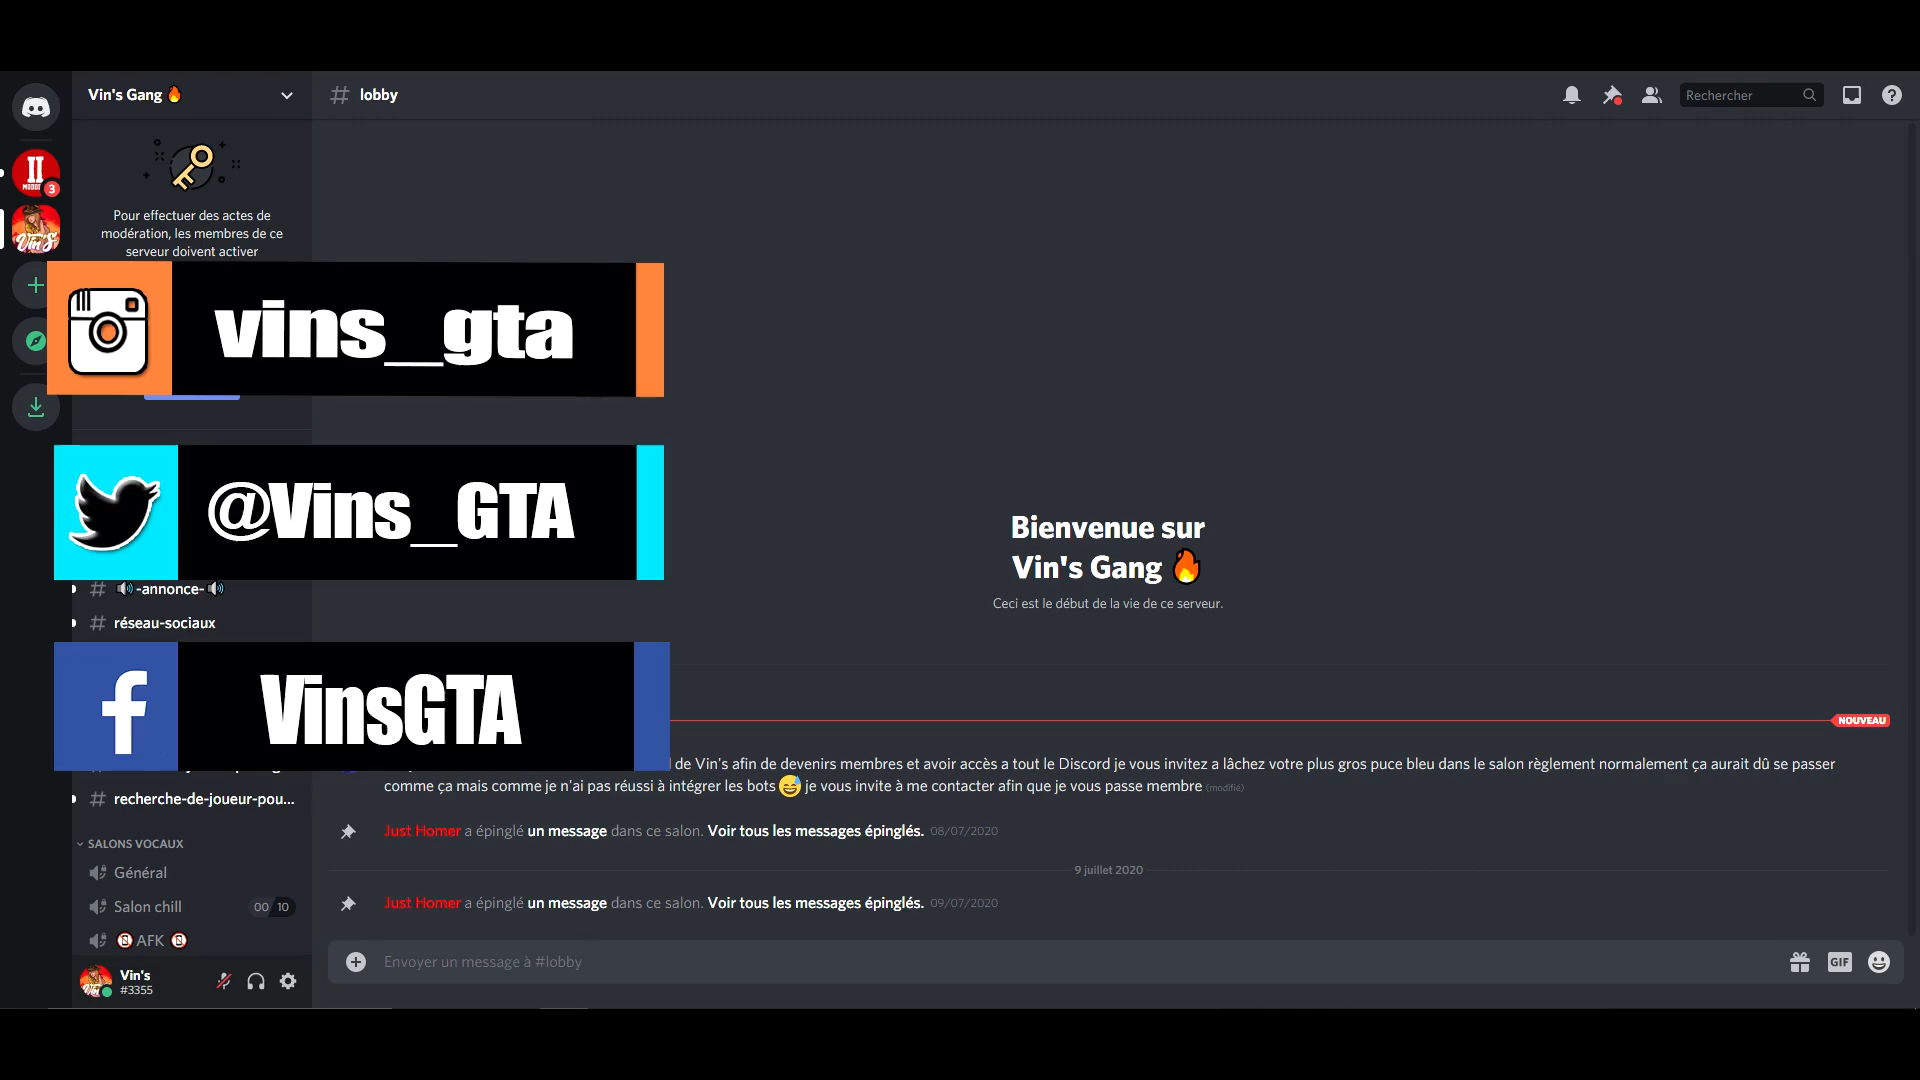 Vin's Gang 🔥
lobby
Rechercher
II
3
Vin's
Pour effectuer des actes de
modération, les membres de ce
serveur doivent activer
vins__gta
@Vins__GTA
VinsGTA
🔊-annonce-🔊
réseau-sociaux
recherche-de-joueur-pou...
SALONS VOCAUX
Général
Salon chill
00 10
AFK
Vin's
#3355
Bienvenue sur
Vin's Gang 🔥
Ceci est le début de la vie de ce serveur.
NOUVEAU
de Vin's afin de devenirs membres et avoir accès a tout le Discord je vous invitez a lâchez votre plus gros puce bleu dans le salon règlement normalement ça aurait dû se passer
comme ça mais comme je n'ai pas réussi à intégrer les bots 😅 je vous invite à me contacter afin que je vous passe membre (modifié)
Just Homer a épinglé un message dans ce salon. Voir tous les messages épinglés. 08/07/2020
9 juillet 2020
Just Homer a épinglé un message dans ce salon. Voir tous les messages épinglés. 09/07/2020
Envoyer un message à #lobby
GIF